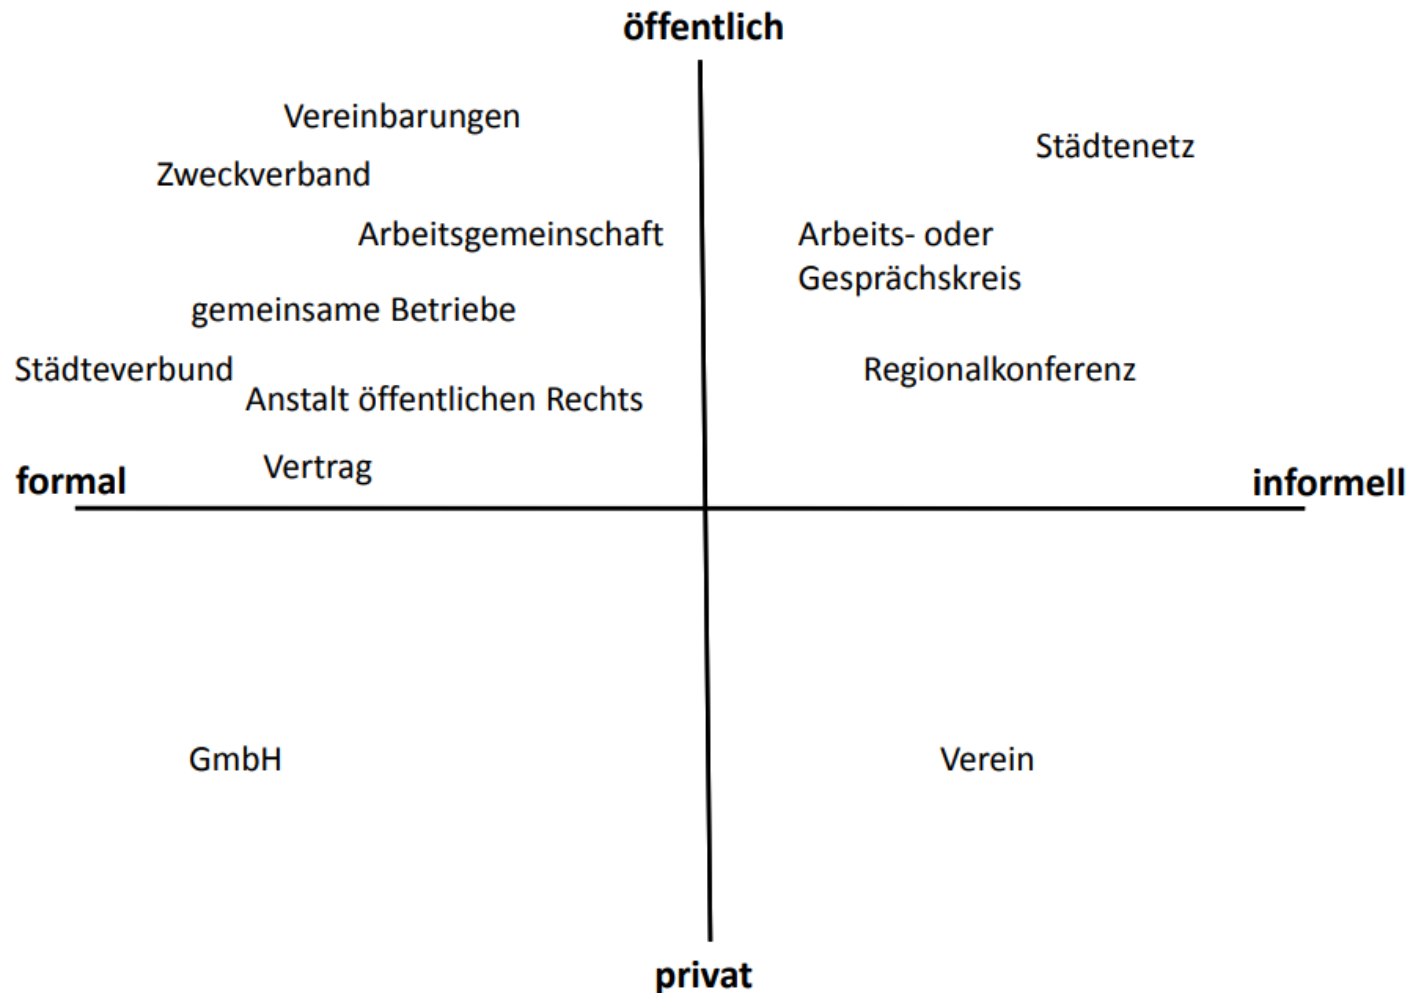 öffentlich
Vereinbarungen
Städtenetz
Zweckverband
Arbeitsgemeinschaft
Arbeits- oder
Gesprächskreis
gemeinsame Betriebe
Städteverbund
Regionalkonferenz
Anstalt öffentlichen Rechts
Vertrag
formal
informell
GmbH
Verein
privat